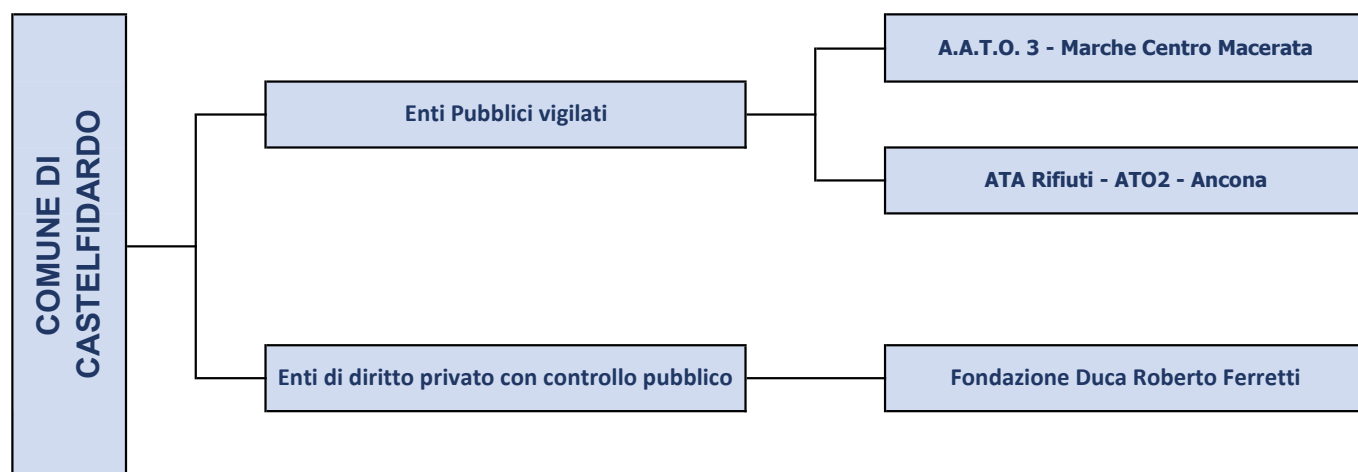 COMUNE DI
CASTELFIDARDO
Enti Pubblici vigilati
A.A.T.O. 3 - Marche Centro Macerata
ATA Rifiuti - ATO2 - Ancona
Enti di diritto privato con controllo pubblico
Fondazione Duca Roberto Ferretti